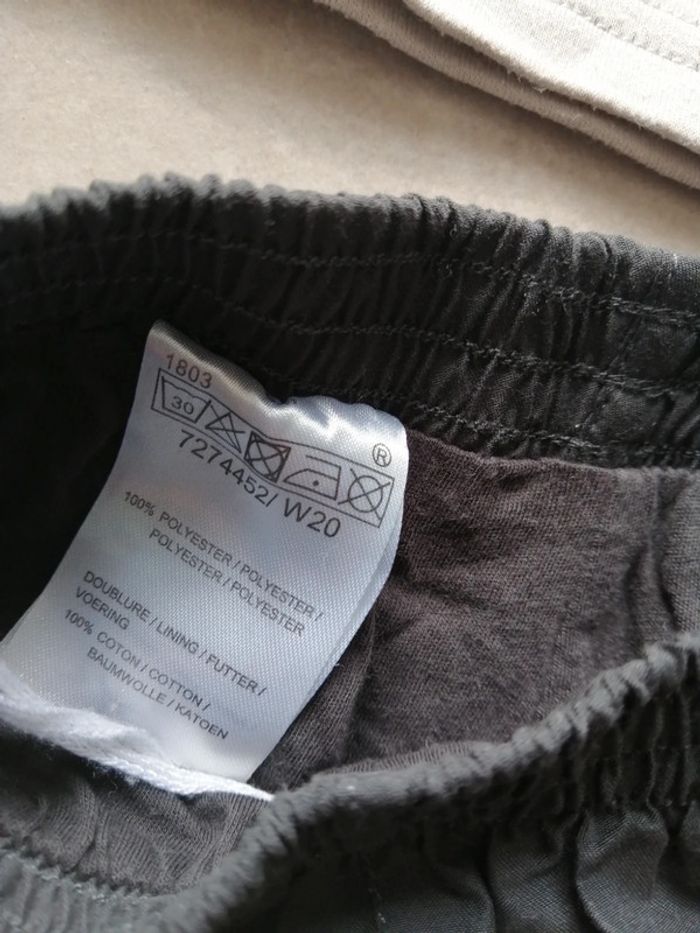 1803
30
®
7274452/ W20
100% POLYESTER / POLYESTER /
POLYESTER / POLYESTER
DOUBLURE / LINING / FUTTER /
VOERING
100% COTON / COTTON /
BAUMWOLLE / KATOEN